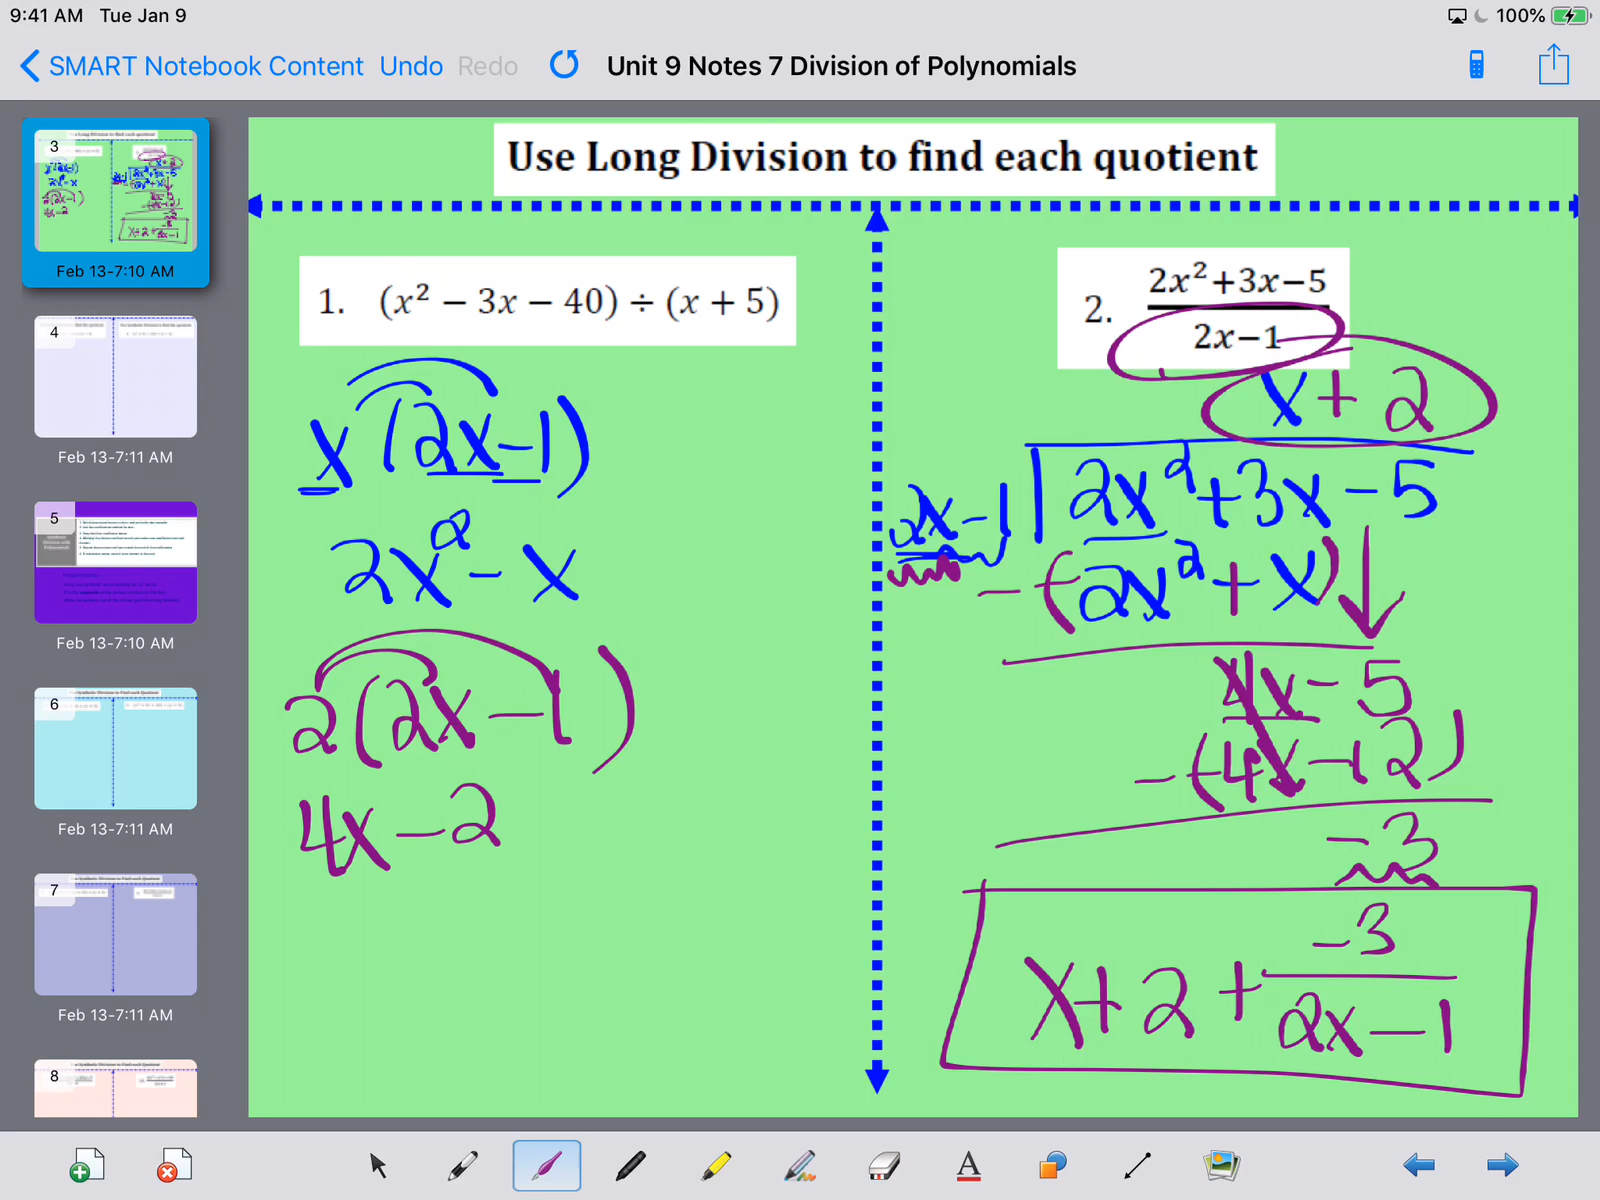 9:41 AM Tue Jan 9
100%
SMART Notebook Content Undo Redo
Unit 9 Notes 7 Division of Polynomials
3
Feb 13-7:10 AM
4
Feb 13-7:11 AM
5
Feb 13-7:10 AM
6
Feb 13-7:11 AM
7
Feb 13-7:11 AM
8
Use Long Division to find each quotient
1. (x² − 3x − 40) ÷ (x + 5)
x (2x-1)
2x² - x
2(2x-1)
4x-2
2. 2x²+3x−5
2x−1
x + 2
2x-1 2x²+3x-5
-(2x²+x)
4x-5
-(4x-+2)
-3
x+2+ -3
2x-1
A